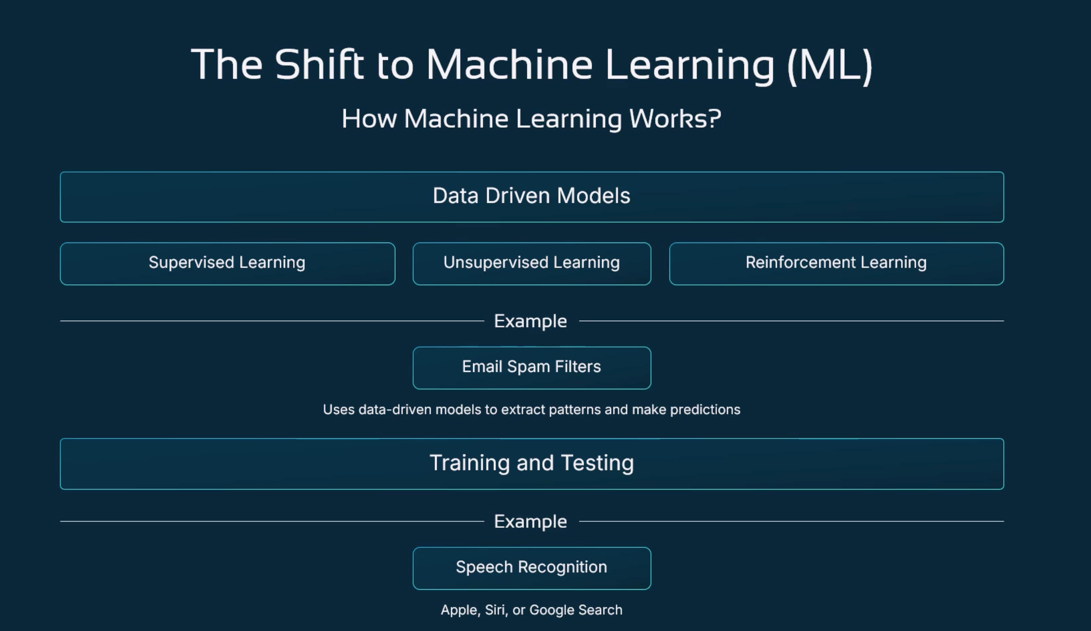 The Shift to Machine Learning (ML)
How Machine Learning Works?
Data Driven Models
Supervised Learning
Unsupervised Learning
Reinforcement Learning
Example
Email Spam Filters
Uses data-driven models to extract patterns and make predictions
Training and Testing
Example
Speech Recognition
Apple, Siri, or Google Search